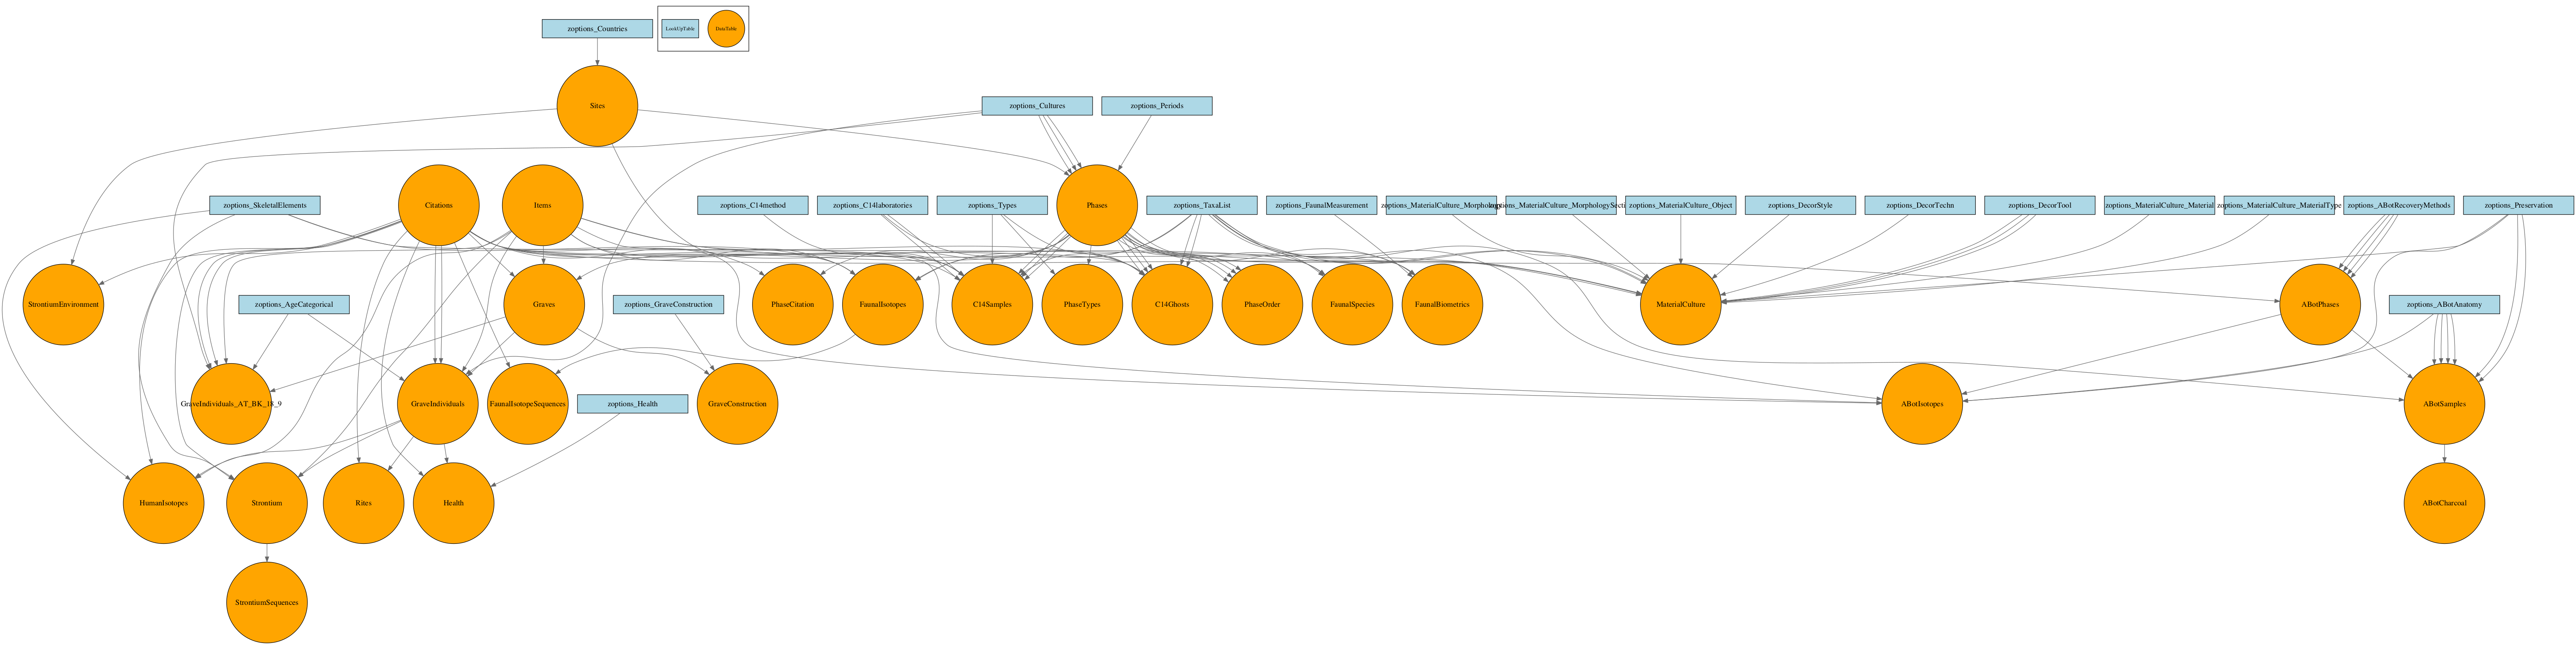 zoptions_Countries
LookUpTable
DataTable
Sites
zoptions_Cultures
zoptions_Periods
zoptions_SkeletalElements
Citations
Items
zoptions_C14method
zoptions_C14laboratories
zoptions_Types
Phases
zoptions_TaxaList
zoptions_FaunalMeasurement
zoptions_MaterialCulture_Morphology
zoptions_MaterialCulture_Object
zoptions_DecorStyle
zoptions_DecorTechn
zoptions_DecorTool
zoptions_MaterialCulture_Material
zoptions_MaterialCulture_MaterialType
zoptions_ABotRecoveryMethods
zoptions_Preservation
StrontiumEnvironment
zoptions_AgeCategorical
Graves
zoptions_GraveConstruction
PhaseCitation
FaunalIsotopes
C14Samples
PhaseTypes
C14Ghosts
PhaseOrder
FaunalSpecies
FaunalBiometrics
MaterialCulture
ABotPhases
zoptions_ABotAnatomy
GraveIndividuals_AT_BK_18_9
GraveIndividuals
FaunalIsotopeSequences
zoptions_Health
GraveConstruction
ABotIsotopes
ABotSamples
HumanIsotopes
Strontium
Rites
Health
ABotCharcoal
StrontiumSequences